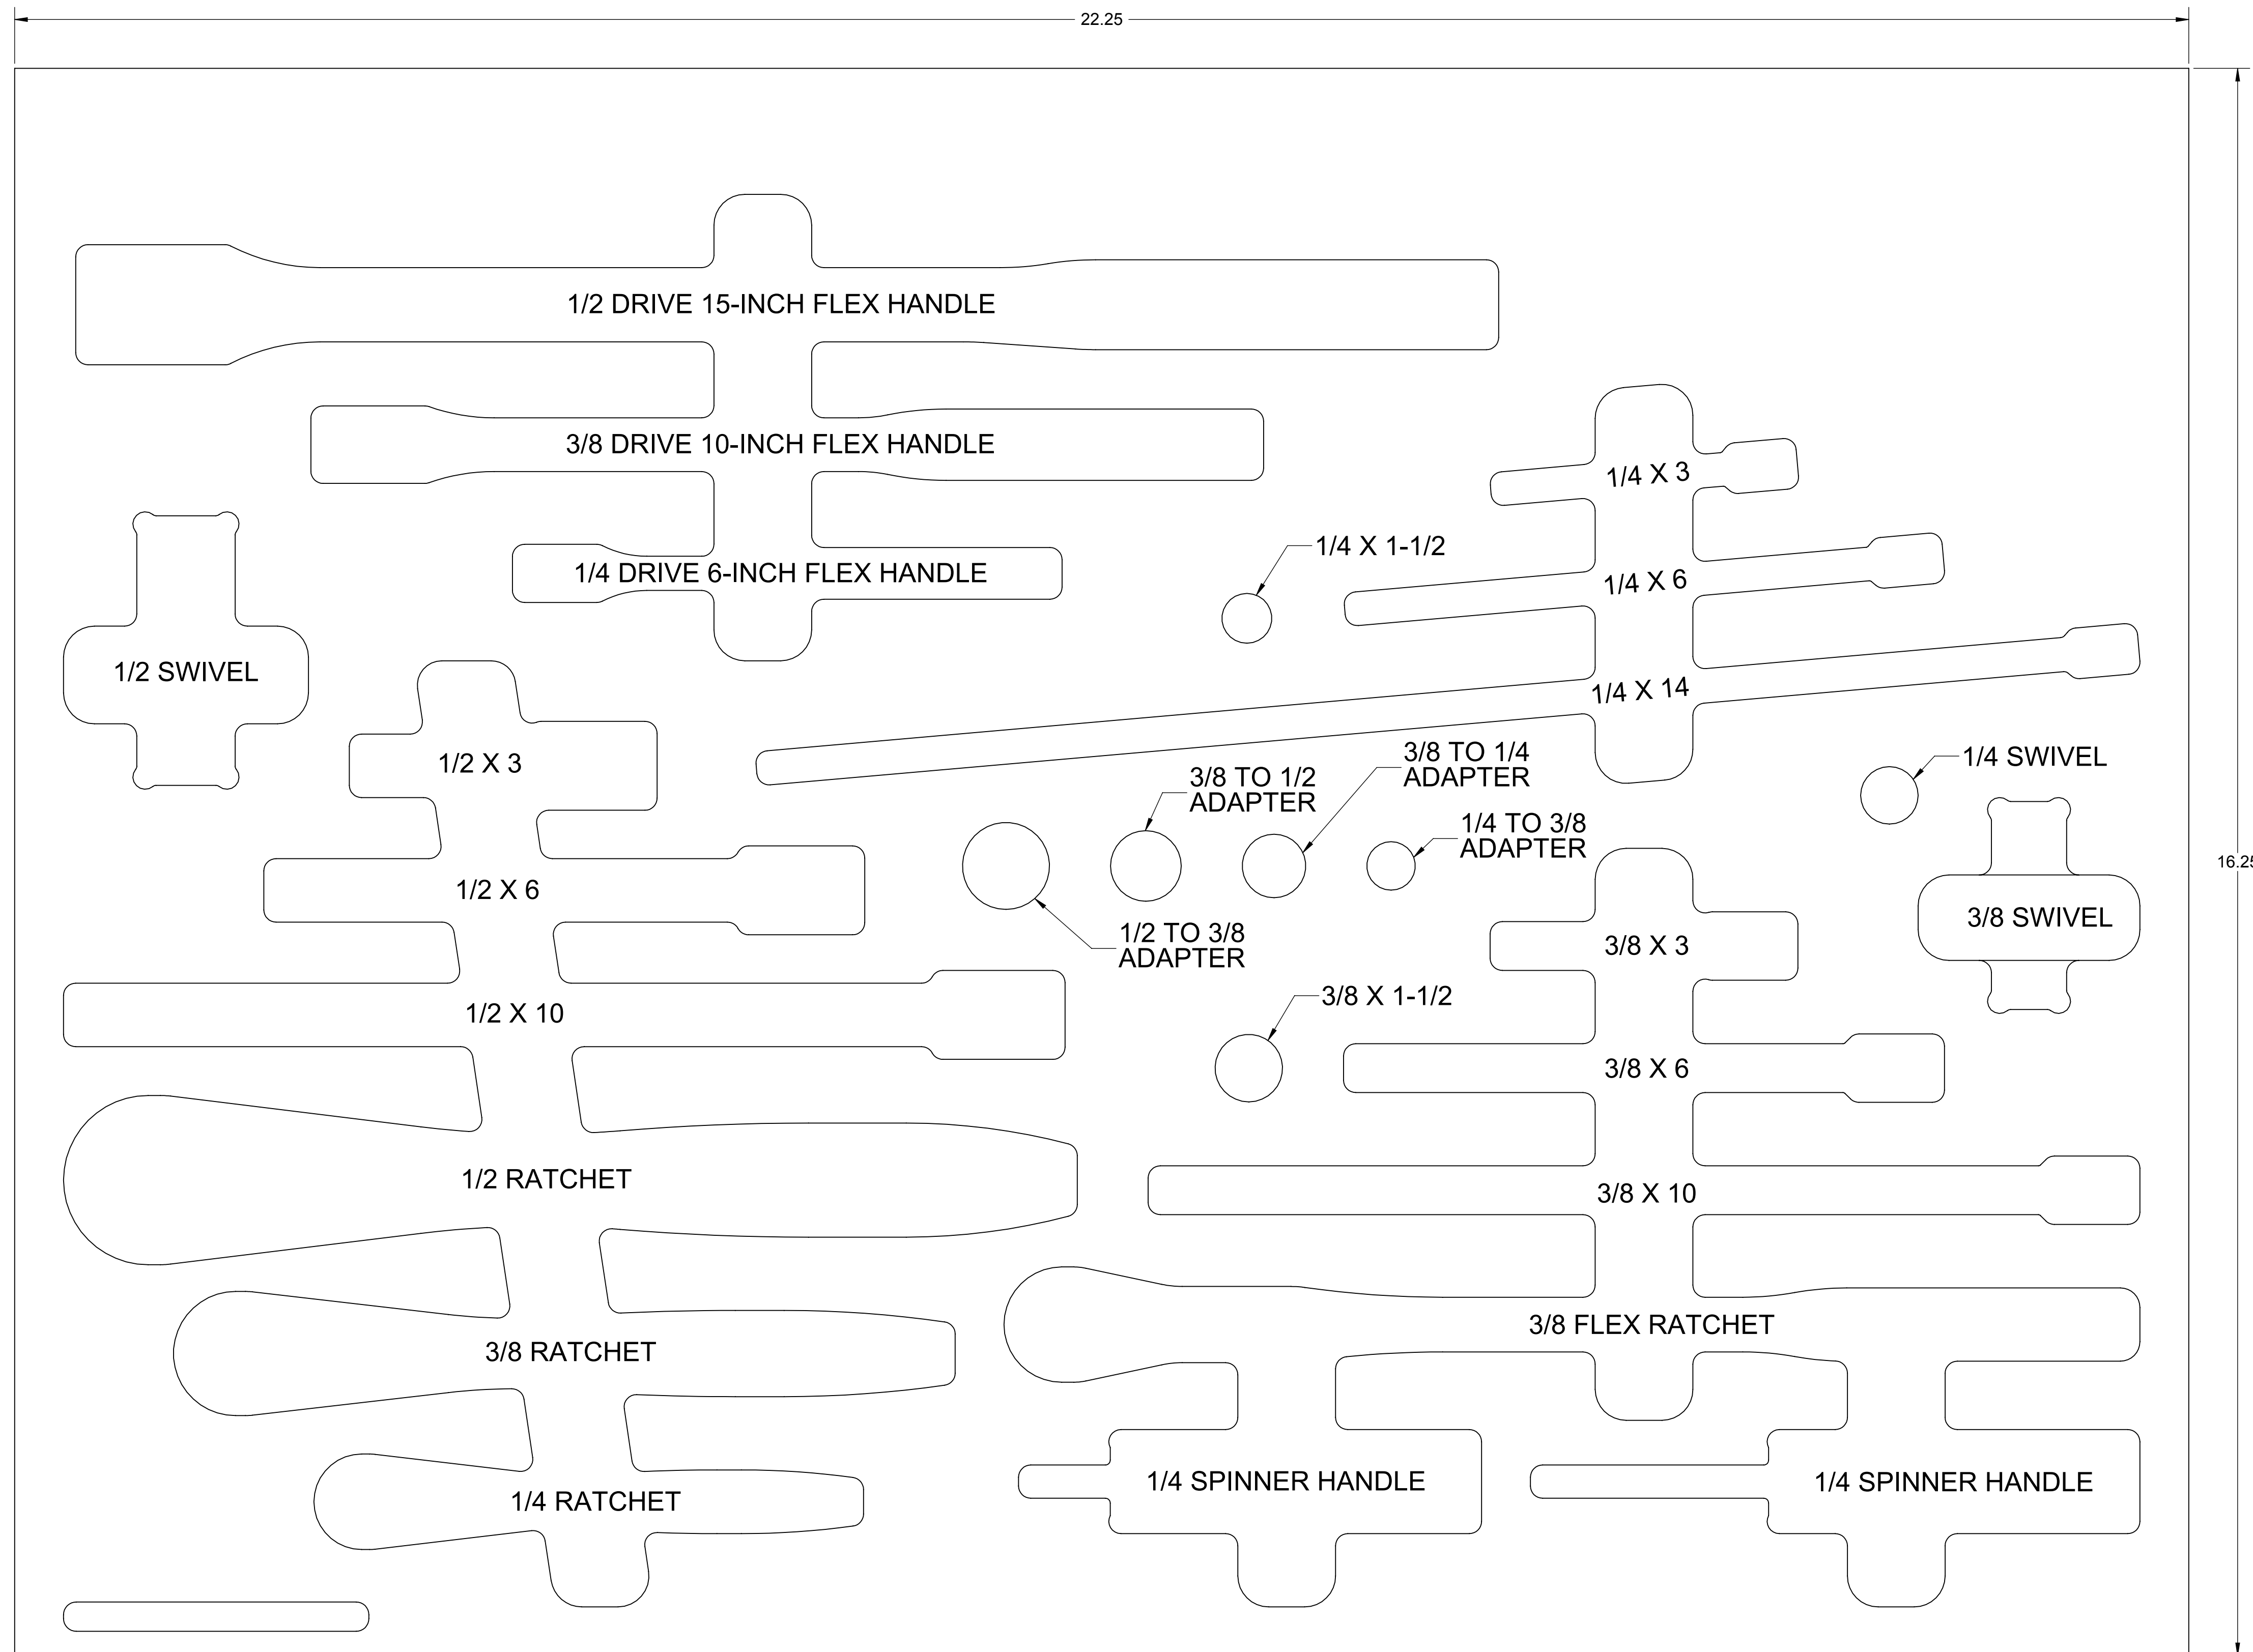 22.25
1/2 DRIVE 15-INCH FLEX HANDLE
3/8 DRIVE 10-INCH FLEX HANDLE
1/4 X 3
1/4 X 1-1/2
1/4 DRIVE 6-INCH FLEX HANDLE
1/4 X 6
1/2 SWIVEL
1/4 X 14
1/2 X 3
3/8 TO 1/2
ADAPTER
3/8 TO 1/4
ADAPTER
1/4 SWIVEL
1/4 TO 3/8
ADAPTER
16.25
1/2 X 6
3/8 SWIVEL
1/2 TO 3/8
ADAPTER
3/8 X 3
3/8 X 1-1/2
1/2 X 10
3/8 X 6
1/2 RATCHET
3/8 X 10
3/8 FLEX RATCHET
3/8 RATCHET
1/4 RATCHET
1/4 SPINNER HANDLE
1/4 SPINNER HANDLE